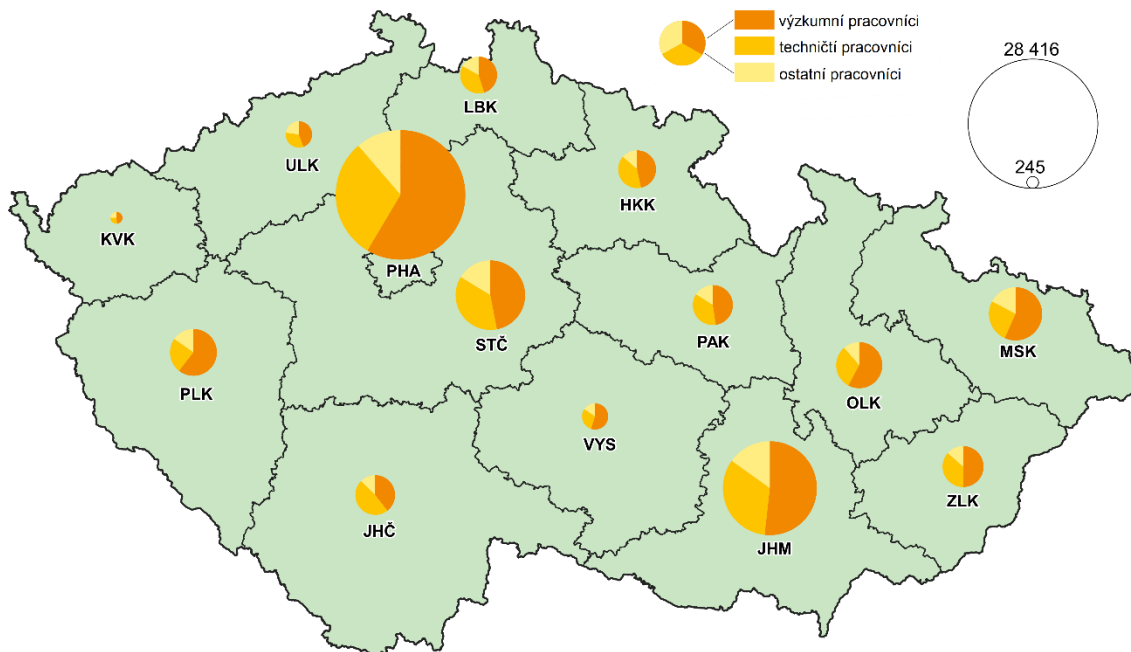 výzkumní pracovníci
techničtí pracovníci
ostatní pracovníci
28 416
245
LBK
ULK
HKK
KVK
PHA
STČ
PAK
MSK
PLK
OLK
VYS
ZLK
JHČ
JHM